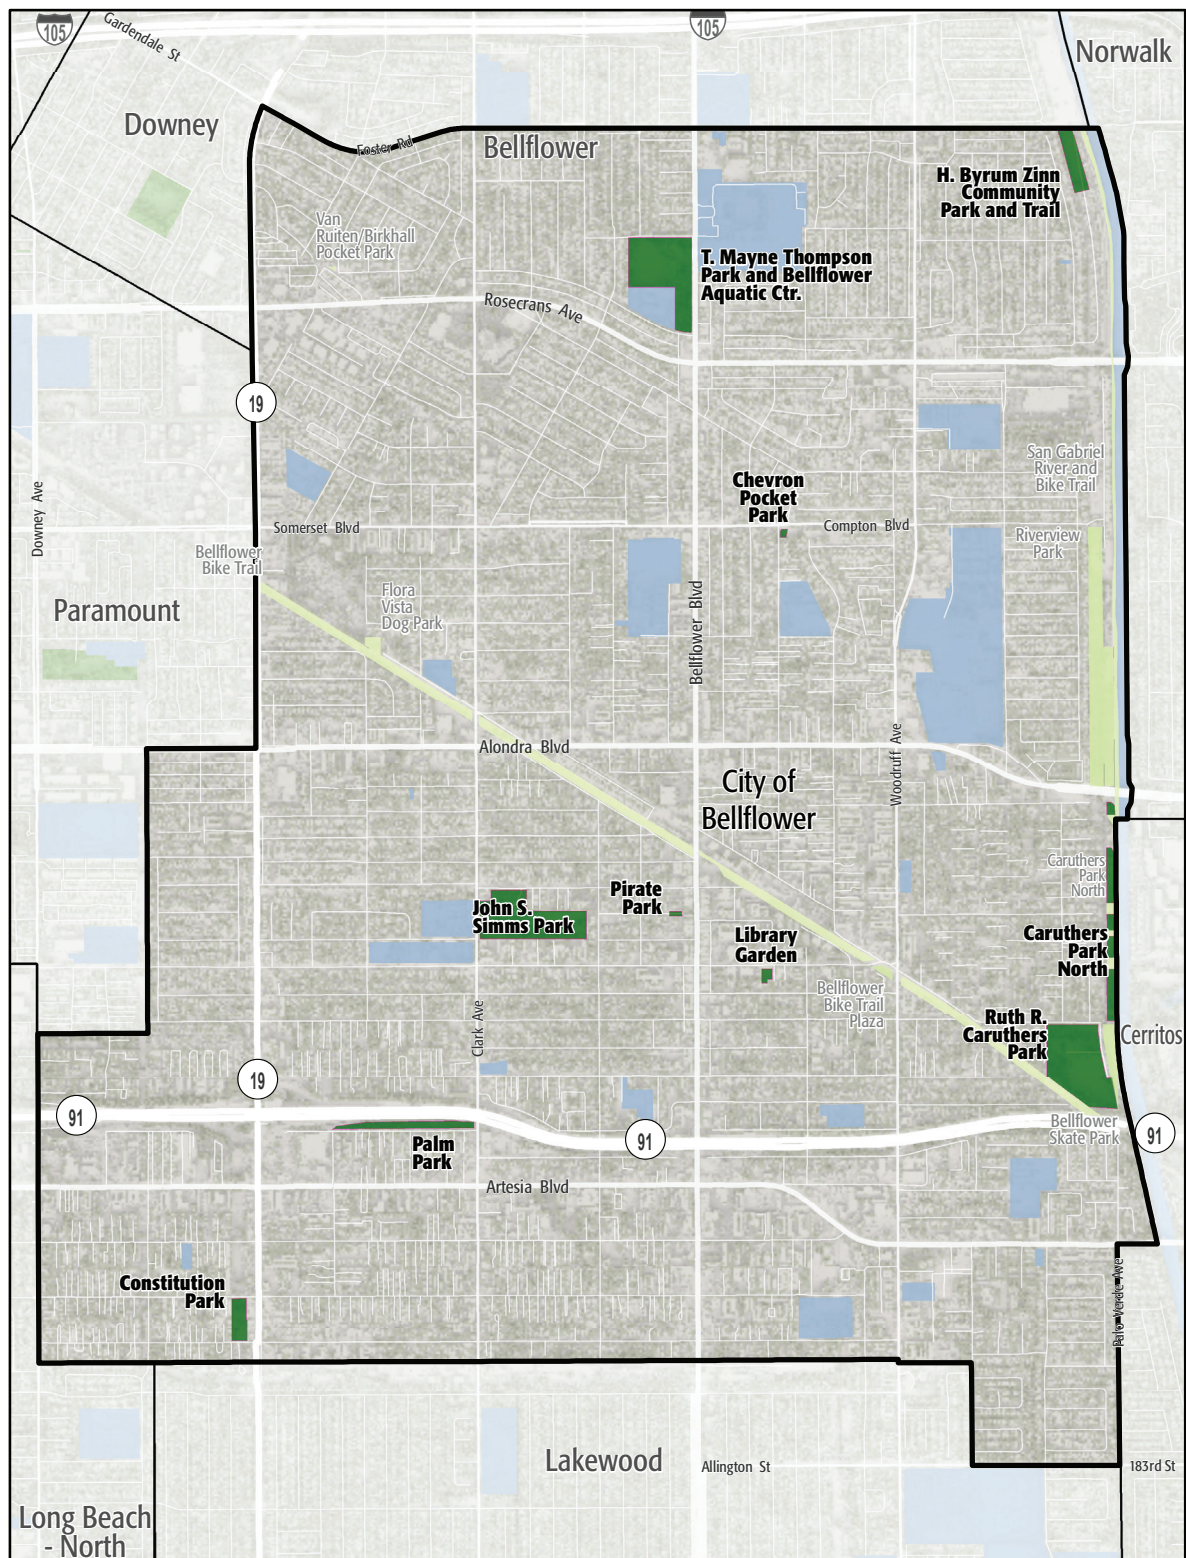 105
Gardendale St
105
Norwalk
Downey
Foster Rd
Bellflower
H. Byrum Zinn
Community
Park and Trail
Van
Ruiten/Birkhall
Pocket Park
T. Mayne Thompson
Park and Bellflower
Aquatic Ctr.
Rosecrans Ave
19
San Gabriel
River and
Bike Trail
Chevron
Pocket
Park
Downey Ave
Somerset Blvd
Compton Blvd
Riverview
Park
Bellflower
Bike Trail
Flora
Vista
Dog Park
Paramount
Bellflower Blvd
Alondra Blvd
Woodruff Ave
City of
Bellflower
Caruthers
Park
North
Pirate
Park
John S.
Simms Park
Library
Garden
Caruthers
Park
North
Bellflower
Bike Trail
Plaza
Clark Ave
Ruth R.
Caruthers
Park
Cerritos
19
91
91
Bellflower
Skate Park
91
Palm
Park
Artesia Blvd
Constitution
Park
Palo Verde Ave
Lakewood
Allington St
183rd St
Long Beach
- North